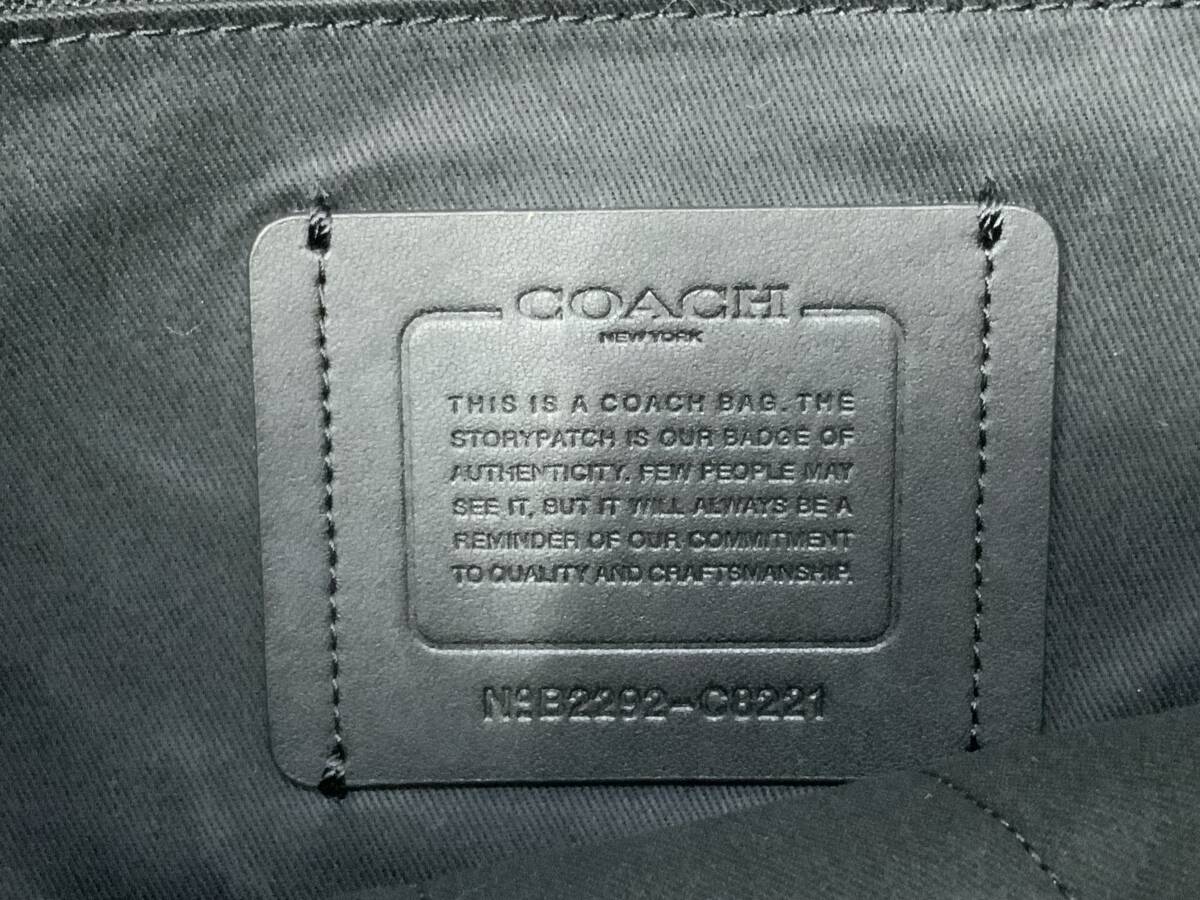 COACH
NEW YORK
THIS IS A COACH BAG. THE
STORYPATCH IS OUR BADGE OF
AUTHENTICITY. FEW PEOPLE MAY
SEE IT, BUT IT WILL ALWAYS BE A
REMINDER OF OUR COMMITMENT
TO QUALITY AND CRAFTSMANSHIP.
Nº B2292-C8221